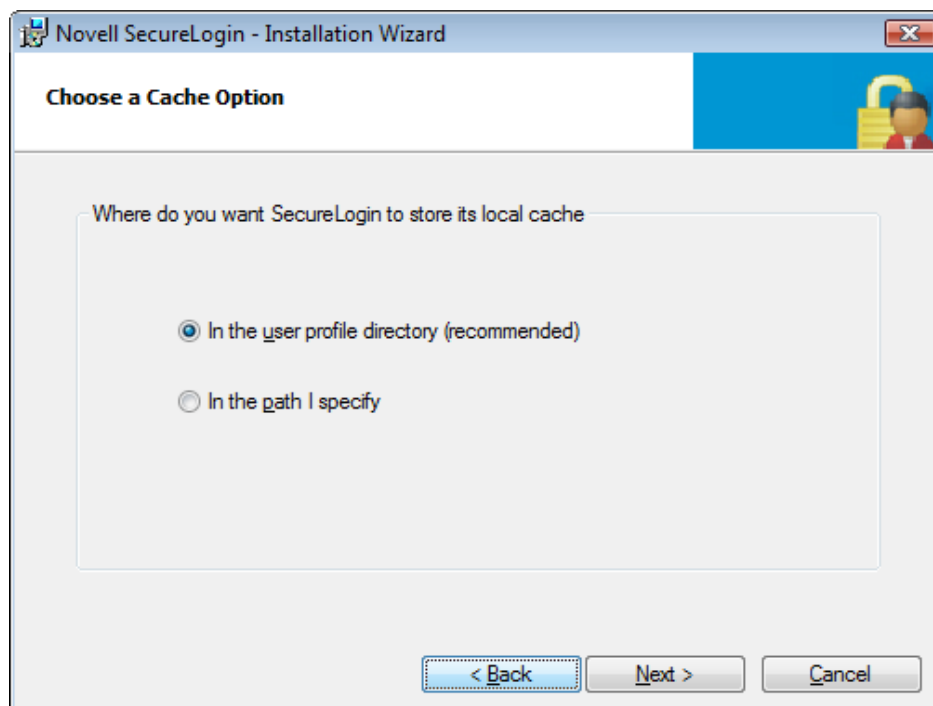 Novell SecureLogin - Installation Wizard
Choose a Cache Option
Where do you want SecureLogin to store its local cache
In the user profile directory (recommended)
In the path I specify
< Back Next > Cancel